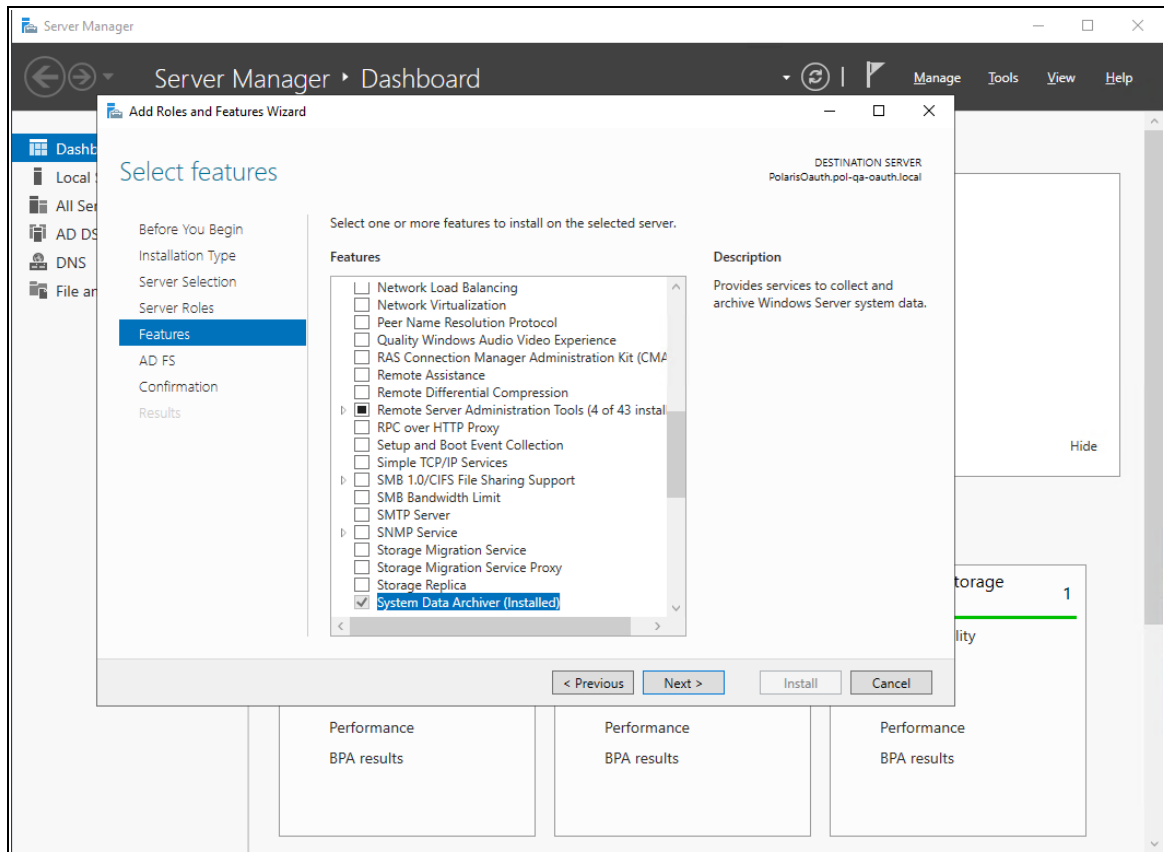 Server Manager
Server Manager • Dashboard
Manage Tools View Help
Dashb
Local
All Ser
AD DS
DNS
File an
Add Roles and Features Wizard
Select features
DESTINATION SERVER
PolarisOauth.pol-qa-oauth.local
Before You Begin
Installation Type
Server Selection
Server Roles
Features
AD FS
Confirmation
Results
Select one or more features to install on the selected server.
Features
Network Load Balancing
Network Virtualization
Peer Name Resolution Protocol
Quality Windows Audio Video Experience
RAS Connection Manager Administration Kit (CMA
Remote Assistance
Remote Differential Compression
Remote Server Administration Tools (4 of 43 instal
RPC over HTTP Proxy
Setup and Boot Event Collection
Simple TCP/IP Services
SMB 1.0/CIFS File Sharing Support
SMB Bandwidth Limit
SMTP Server
SNMP Service
Storage Migration Service
Storage Migration Service Proxy
Storage Replica
System Data Archiver (Installed)
Description
Provides services to collect and
archive Windows Server system data.
< Previous
Next >
Install
Cancel
Hide
torage
1
lity
Performance
BPA results
Performance
BPA results
Performance
BPA results